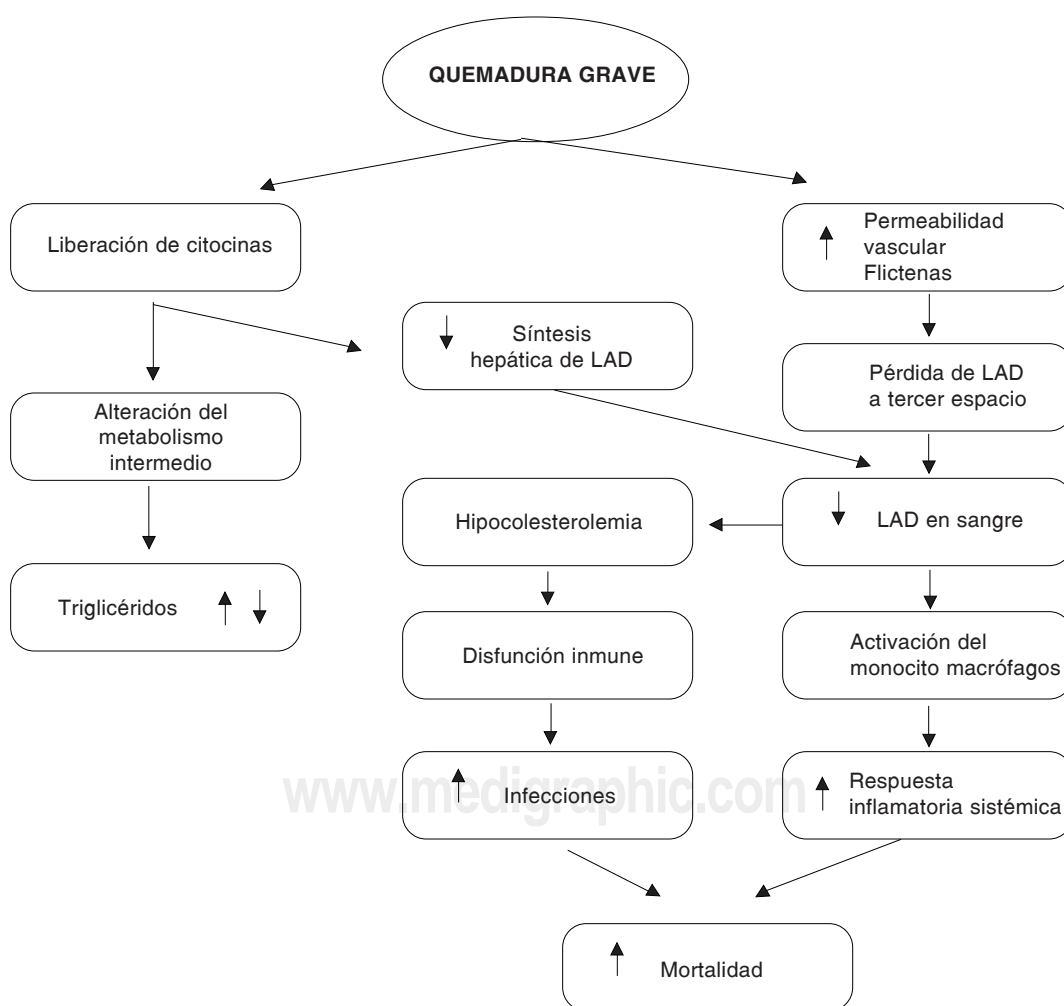 QUEMADURA GRAVE
Liberación de citocinas
Permeabilidad
vascular
Flictenas
Síntesis
hepática de LAD
Pérdida de LAD
a tercer espacio
Alteración del
metabolismo
intermedio
Hipocolesterolemia
LAD en sangre
Triglicéridos
Disfunción inmune
Activación del
monocito macrófagos
www.medigraphic.com
Infecciones
Respuesta
inflamatoria sistémica
Mortalidad